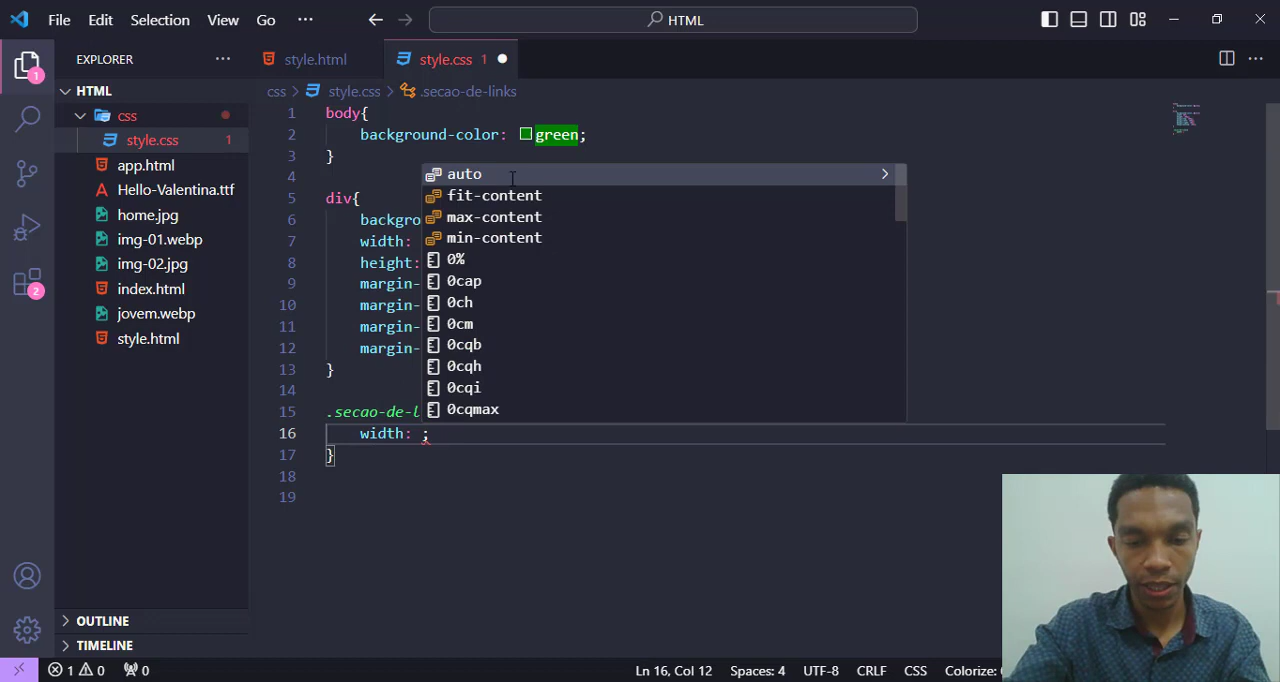 File Edit Selection View Go ··· HTML
EXPLORER ···
style.html
style.css 1
HTML
css
style.css 1
app.html
Hello-Valentina.ttf
home.jpg
img-01.webp
img-02.jpg
index.html
jovem.webp
style.html
OUTLINE
TIMELINE
1
2
css > style.css > .secao-de-links
1 body{
2 background-color: green;
3 }
4
5 div{
6 backgro
7 width:
8 height:
9 margin-
10 margin-
11 margin-
12 margin-
13 }
14
15 .secao-de-l
16 width: ;
17 }
18
19
auto
fit-content
max-content
min-content
0%
0cap
0ch
0cm
0cqb
0cqh
0cqi
0cqmax
1 0 0 Ln 16, Col 12 Spaces: 4 UTF-8 CRLF CSS Colorize: